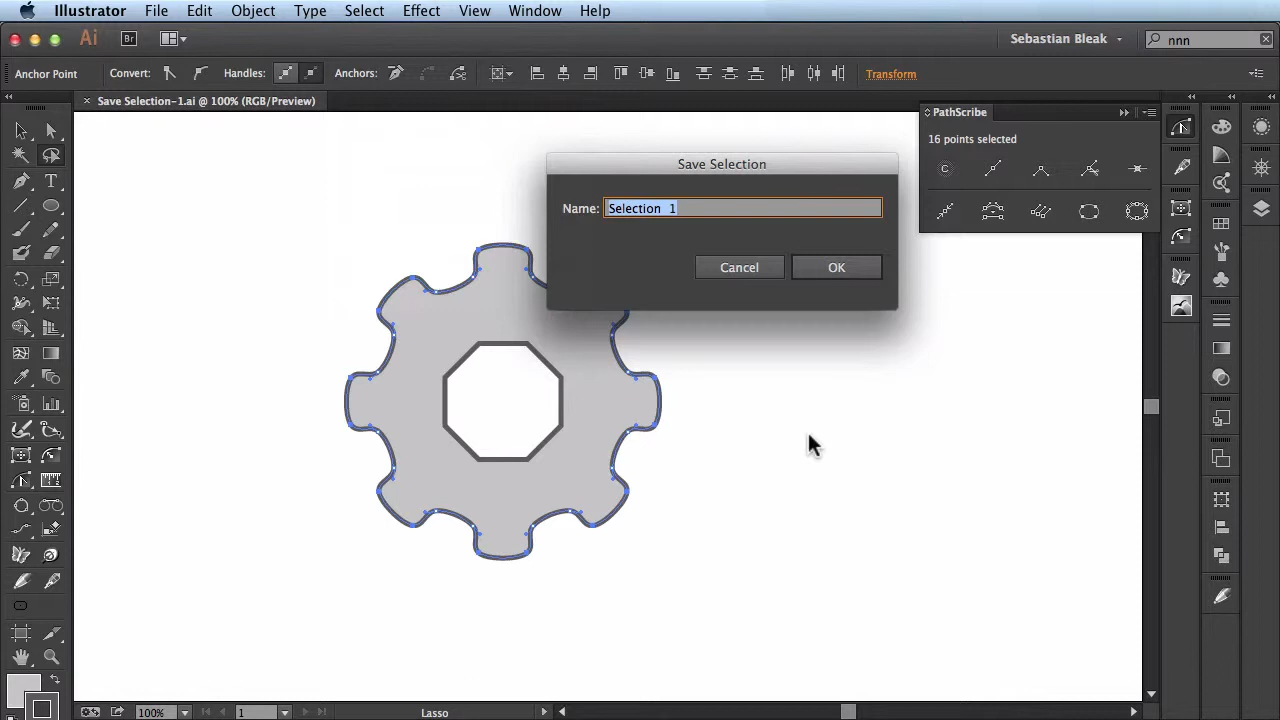 Illustrator File Edit Object Type Select Effect View Window Help
Ai Br Sebastian Bleak nnn
Anchor Point Convert: Handles: Anchors: Transform
× Save Selection-1.ai @ 100% (RGB/Preview)
PathScribe
16 points selected
Save Selection
Name: Selection 1
Cancel OK
T
100% 1 Lasso